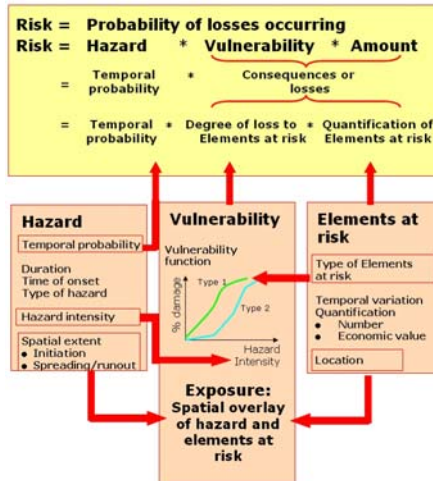 Risk = Probability of losses occurring
Risk = Hazard * Vulnerability * Amount
= Temporal probability * Consequences or losses
= Temporal probability * Degree of loss to Elements at risk * Quantification of Elements at risk
Hazard
Temporal probability
Duration
Time of onset
Type of hazard
Hazard intensity
Spatial extent
• Initiation
• Spreading/runout
Vulnerability
Vulnerability
function
% damage
Type 1
Type 2
Hazard
Intensity
Exposure:
Spatial overlay
of hazard and
elements at
risk
Elements at
risk
Type of Elements
at risk
Temporal variation
Quantification
• Number
• Economic value
Location